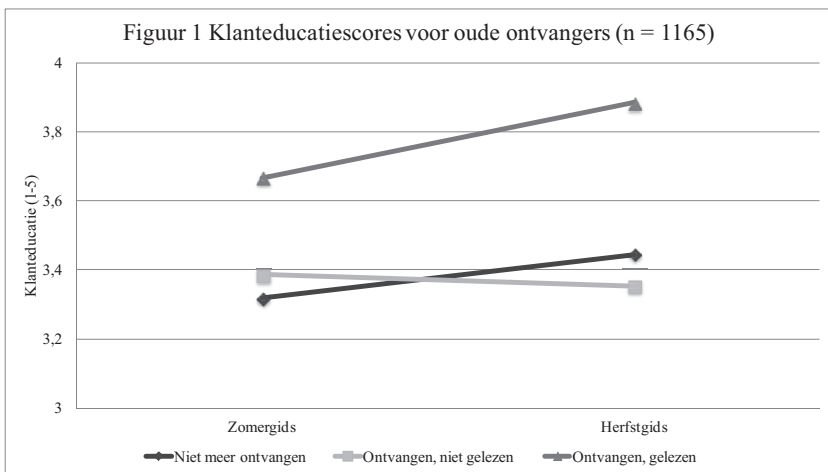 Figuur 1 Klanteducatiescores voor oude ontvangers (n = 1165)
4
3,8
3,6
3,4
3,2
3
Klanteducatie (1-5)
Zomergids Herfstgids
Niet meer ontvangen Ontvangen, niet gelezen Ontvangen, gelezen